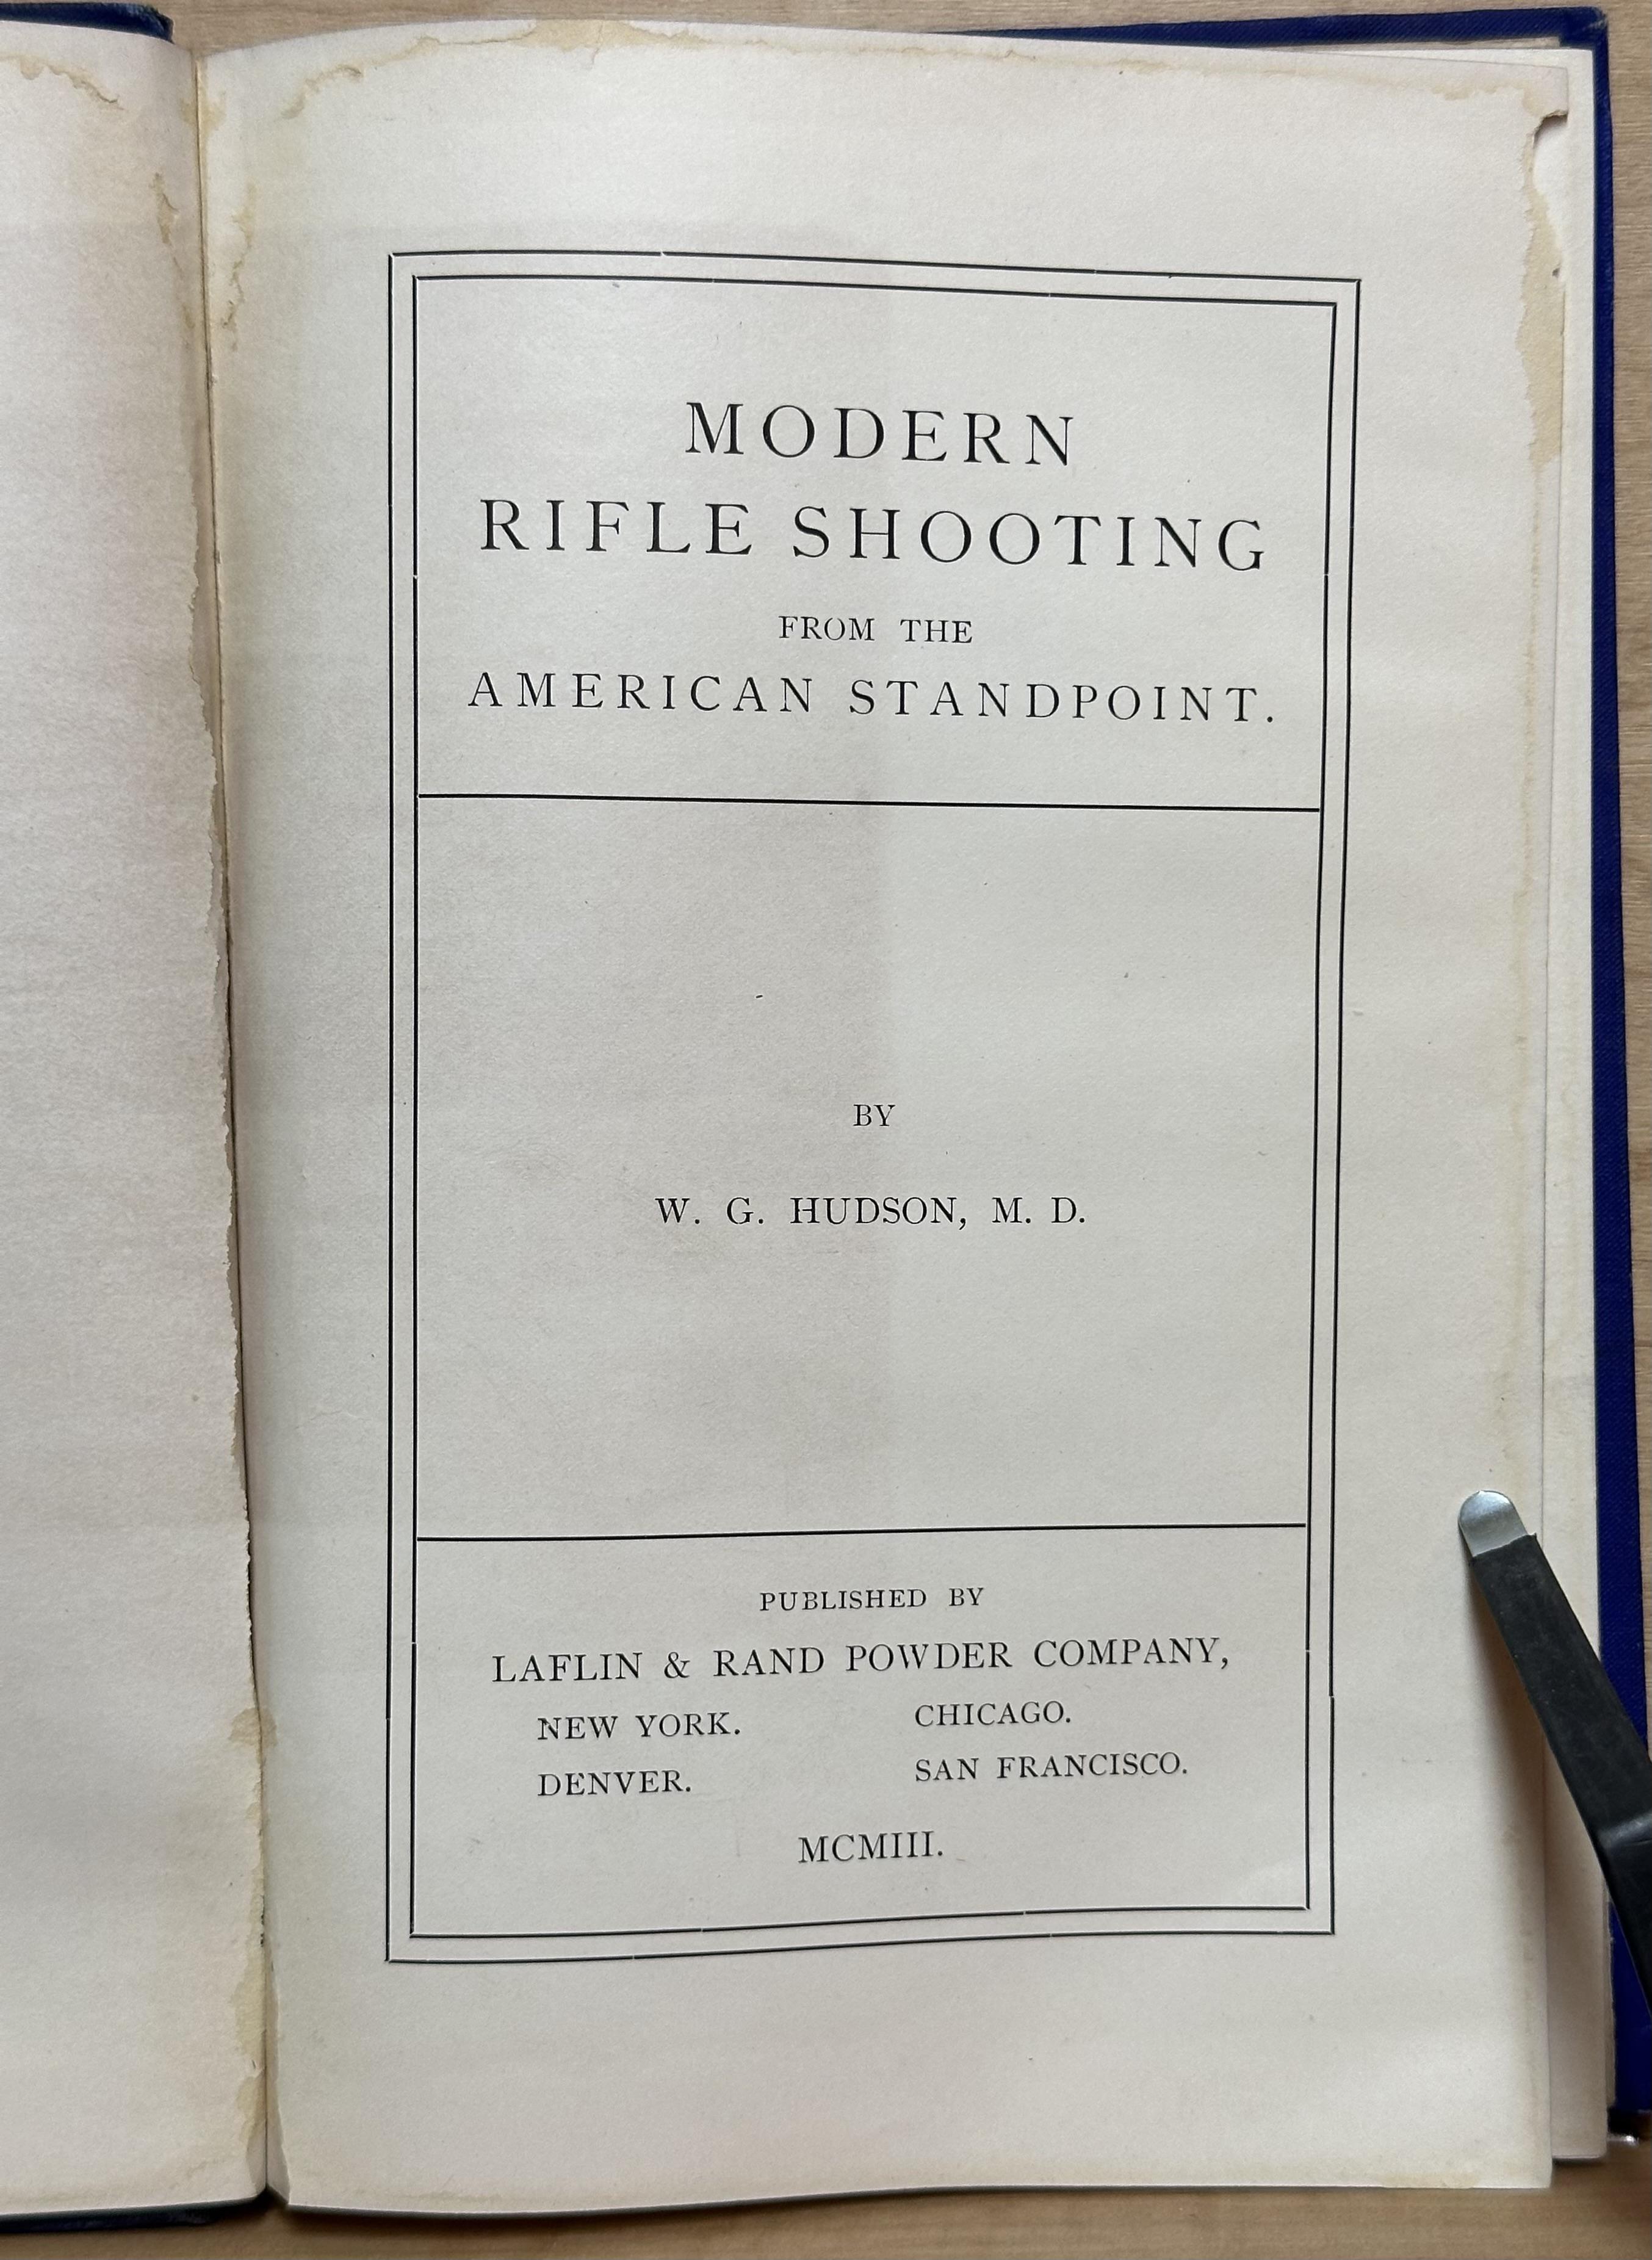 MODERN
RIFLE SHOOTING
FROM THE
AMERICAN STANDPOINT.
BY
W. G. HUDSON, M. D.
PUBLISHED BY
LAFLIN & RAND POWDER COMPANY,
NEW YORK. CHICAGO.
DENVER. SAN FRANCISCO.
MCMIII.